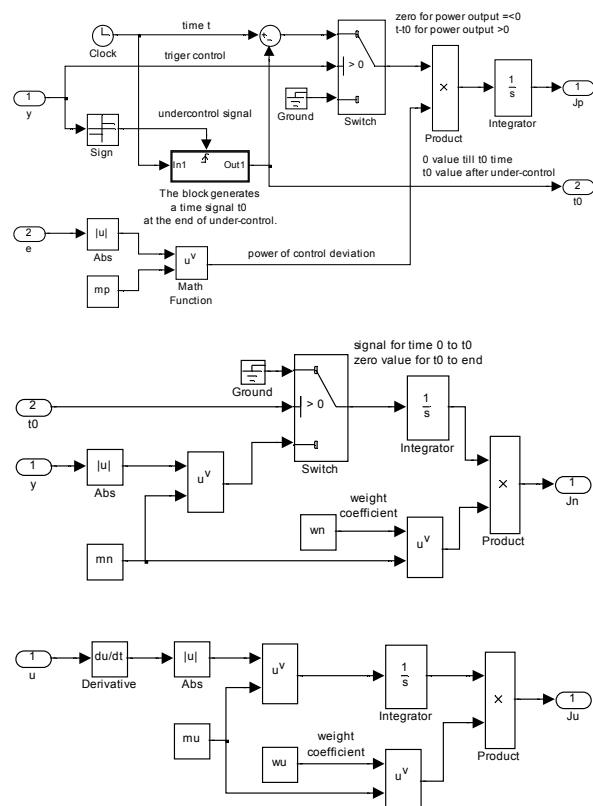 time t
Clock
zero for power output =<0
t-t0 for power output >0
triger control
> 0
1
y
Ground
Switch
×
Product
1
s
Integrator
1
Jp
undercontrol signal
Sign
In1
Out1
The block generates
a time signal t0
at the end of under-control.
0 value till t0 time
t0 value after under-control
2
t0
2
e
|u|
Abs
mp
u^v
Math
Function
power of control deviation
signal for time 0 to t0
zero value for t0 to end
Ground
2
t0
> 0
Switch
1
s
Integrator
1
y
|u|
Abs
u^v
mn
weight
coefficient
wn
u^v
×
Product
1
Jn
1
u
du/dt
Derivative
|u|
Abs
u^v
1
s
Integrator
×
Product
1
Ju
mu
weight
coefficient
wu
u^v